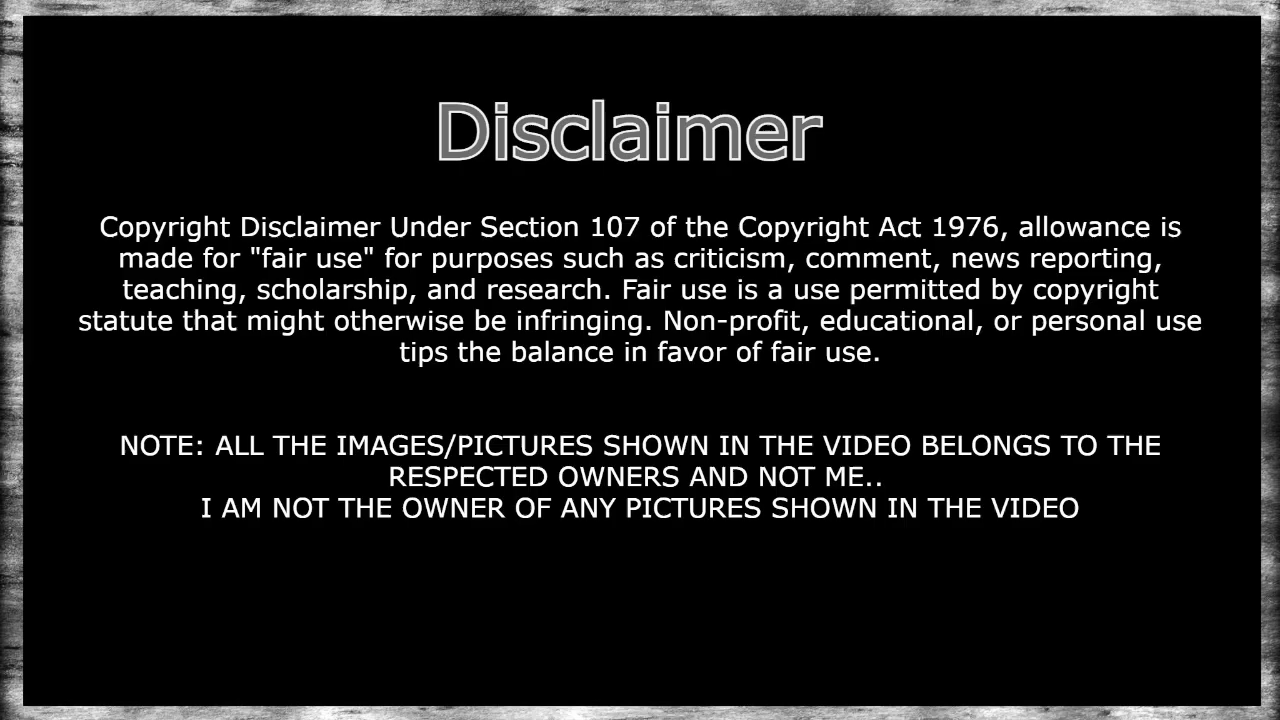 Disclaimer
Copyright Disclaimer Under Section 107 of the Copyright Act 1976, allowance is
made for "fair use" for purposes such as criticism, comment, news reporting,
teaching, scholarship, and research. Fair use is a use permitted by copyright
statute that might otherwise be infringing. Non-profit, educational, or personal use
tips the balance in favor of fair use.
NOTE: ALL THE IMAGES/PICTURES SHOWN IN THE VIDEO BELONGS TO THE
RESPECTED OWNERS AND NOT ME..
I AM NOT THE OWNER OF ANY PICTURES SHOWN IN THE VIDEO